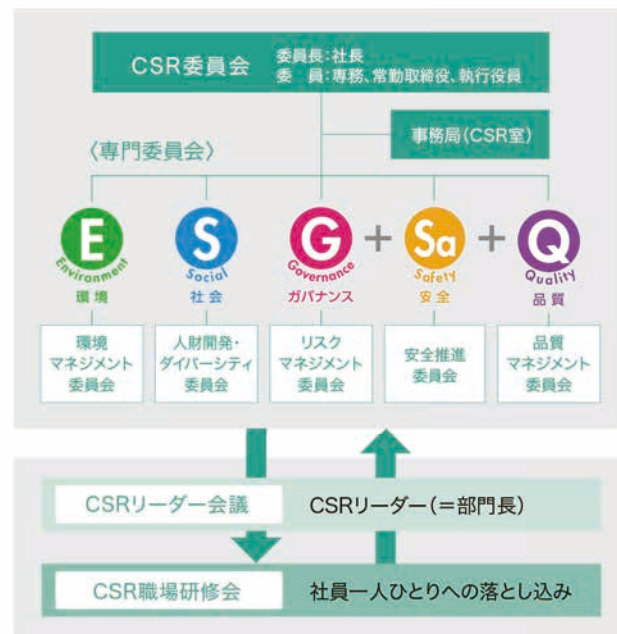 CSR委員会
委員長:社長
委 員:専務、常勤取締役、執行役員
事務局(CSR室)
〈専門委員会〉
E
Environment
環境
S
Social
社会
G
Governance
ガバナンス
+
Sa
Safety
安全
+
Q
Quality
品質
環境
マネジメント
委員会
人財開発・
ダイバーシティ
委員会
リスク
マネジメント
委員会
安全推進
委員会
品質
マネジメント
委員会
CSRリーダー会議
CSRリーダー(=部門長)
CSR職場研修会
社員一人ひとりへの落とし込み